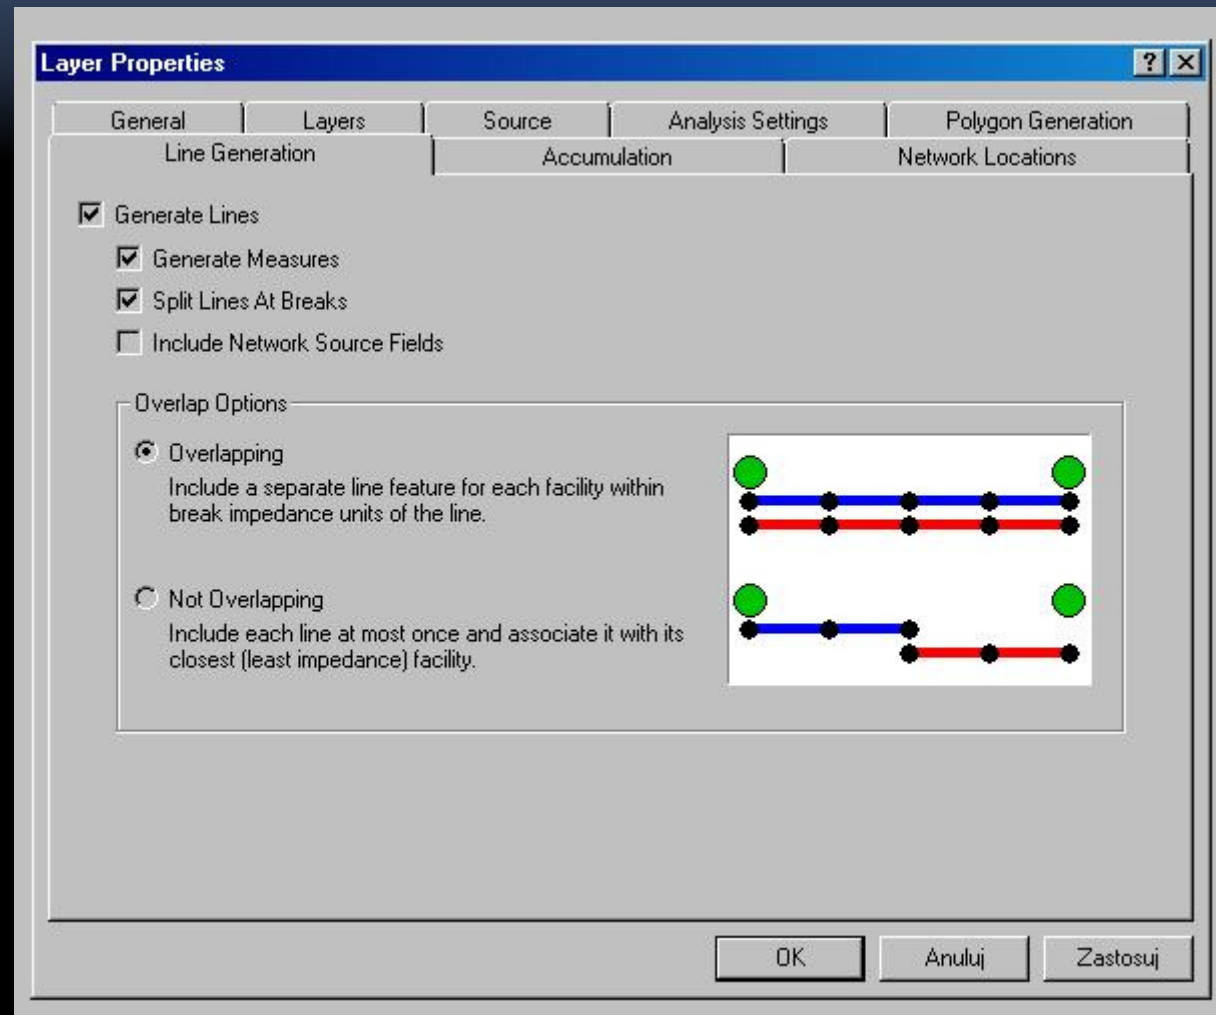 Layer Properties
General Layers Source Analysis Settings Polygon Generation
Line Generation Accumulation Network Locations
Generate Lines
Generate Measures
Split Lines At Breaks
Include Network Source Fields
Overlap Options
Overlapping
Include a separate line feature for each facility within
break impedance units of the line.
Not Overlapping
Include each line at most once and associate it with its
closest (least impedance) facility.
OK Anuluj Zastosuj